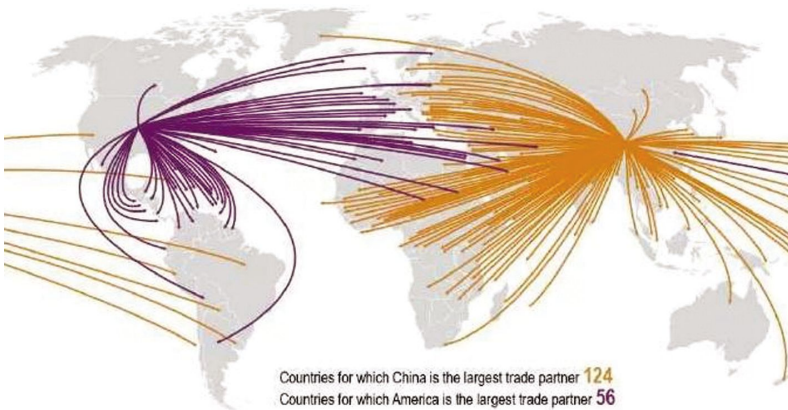 Countries for which China is the largest trade partner 124
Countries for which America is the largest trade partner 56